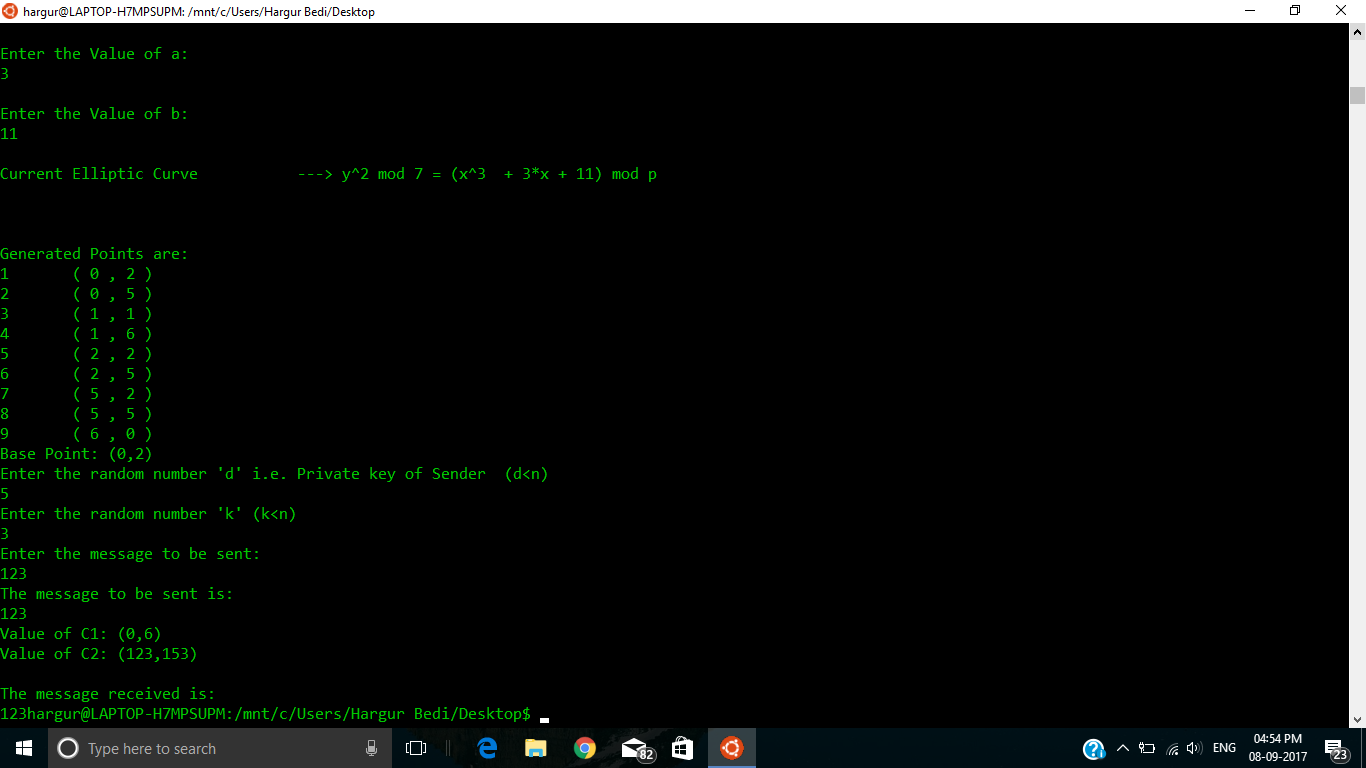 hargur@LAPTOP-H7MPSUPM: /mnt/c/Users/Hargur Bedi/Desktop
Enter the Value of a:
3
Enter the Value of b:
11
Current Elliptic Curve ---> y^2 mod 7 = (x^3 + 3*x + 11) mod p
Generated Points are:
1 ( 0 , 2 )
2 ( 0 , 5 )
3 ( 1 , 1 )
4 ( 1 , 6 )
5 ( 2 , 2 )
6 ( 2 , 5 )
7 ( 5 , 2 )
8 ( 5 , 5 )
9 ( 6 , 0 )
Base Point: (0,2)
Enter the random number 'd' i.e. Private key of Sender (d<n)
5
Enter the random number 'k' (k<n)
3
Enter the message to be sent:
123
The message to be sent is:
123
Value of C1: (0,6)
Value of C2: (123,153)
The message received is:
123hargur@LAPTOP-H7MPSUPM:/mnt/c/Users/Hargur Bedi/Desktop$
Type here to search
82
ENG
04:54 PM
08-09-2017
23